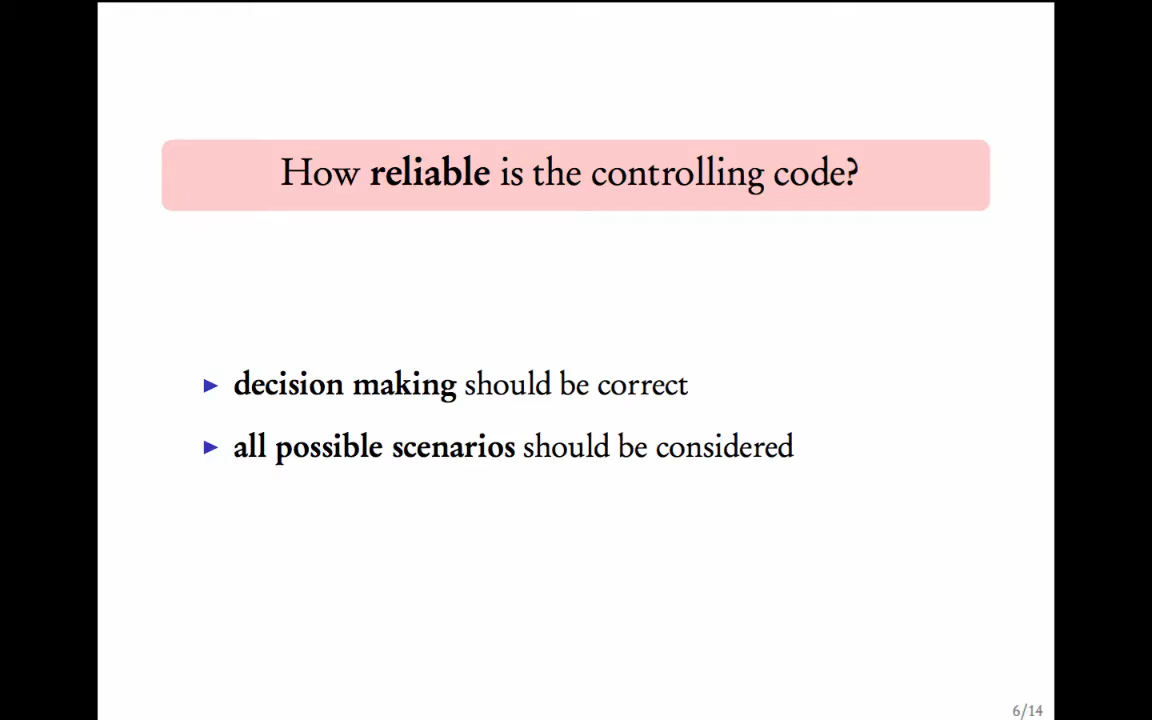 How reliable is the controlling code?
▶ decision making should be correct
▶ all possible scenarios should be considered
6/14